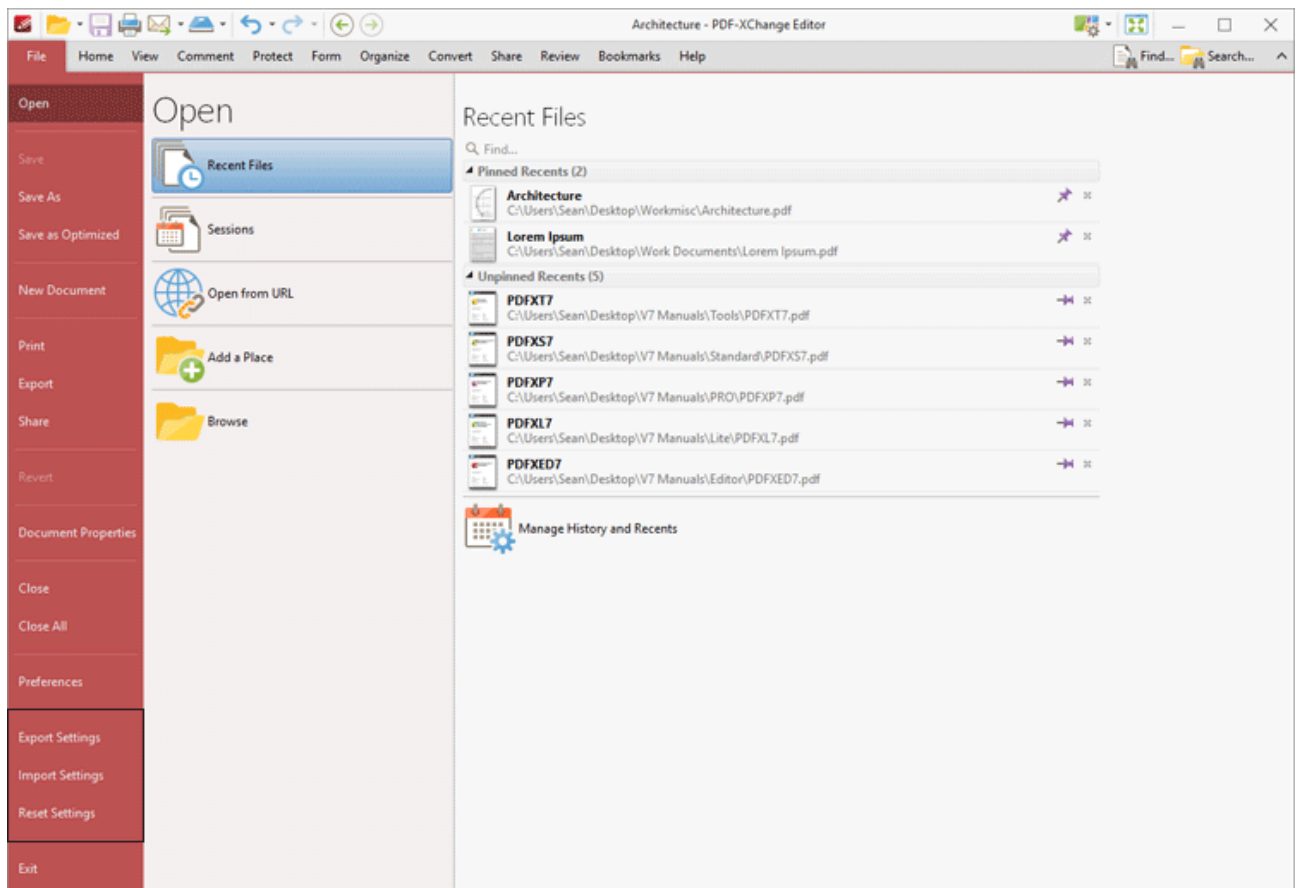 Architecture - PDF-XChange Editor
File Home View Comment Protect Form Organize Convert Share Review Bookmarks Help Find... Search...
Open
Save
Save As
Save as Optimized
New Document
Print
Export
Share
Revert
Document Properties
Close
Close All
Preferences
Export Settings
Import Settings
Reset Settings
Exit
Open
Recent Files
Sessions
Open from URL
Add a Place
Browse
Recent Files
Find...
Pinned Recents (2)
Architecture
C:\Users\Sean\Desktop\Workmisc\Architecture.pdf
Lorem Ipsum
C:\Users\Sean\Desktop\Work Documents\Lorem Ipsum.pdf
Unpinned Recents (5)
PDFXT7
C:\Users\Sean\Desktop\V7 Manuals\Tools\PDFXT7.pdf
PDFXS7
C:\Users\Sean\Desktop\V7 Manuals\Standard\PDFXS7.pdf
PDFXP7
C:\Users\Sean\Desktop\V7 Manuals\PRO\PDFXP7.pdf
PDFXL7
C:\Users\Sean\Desktop\V7 Manuals\Lite\PDFXL7.pdf
PDFXED7
C:\Users\Sean\Desktop\V7 Manuals\Editor\PDFXED7.pdf
Manage History and Recents